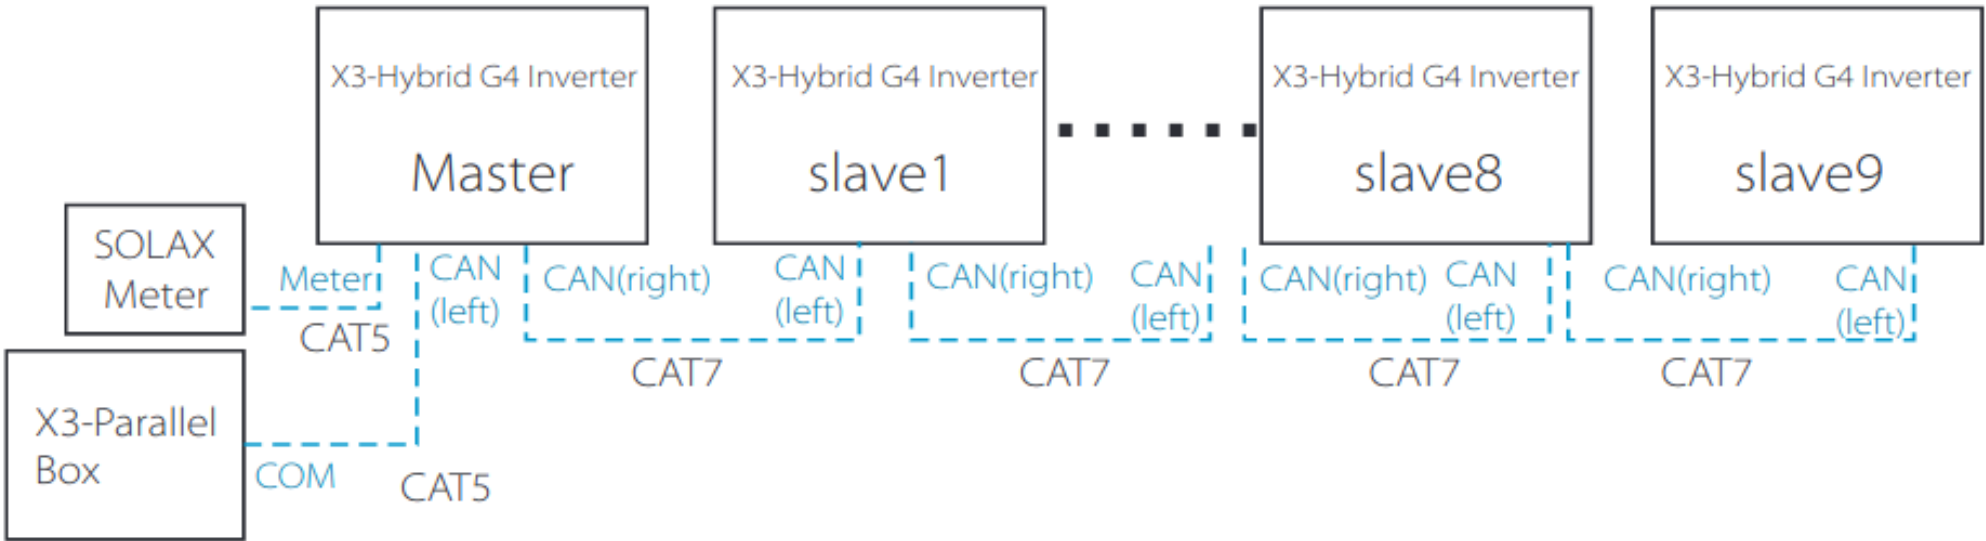 X3-Hybrid G4 Inverter
Master
X3-Hybrid G4 Inverter
slave1
X3-Hybrid G4 Inverter
slave8
X3-Hybrid G4 Inverter
slave9
SOLAX
Meter
Meter
CAT5
CAN
(left)
CAN(right)
CAN
(left)
CAT7
CAN(right)
CAN
(left)
CAT7
CAN(right)
CAN
(left)
CAT7
CAN(right)
CAN
(left)
CAT7
X3-Parallel
Box
COM
CAT5